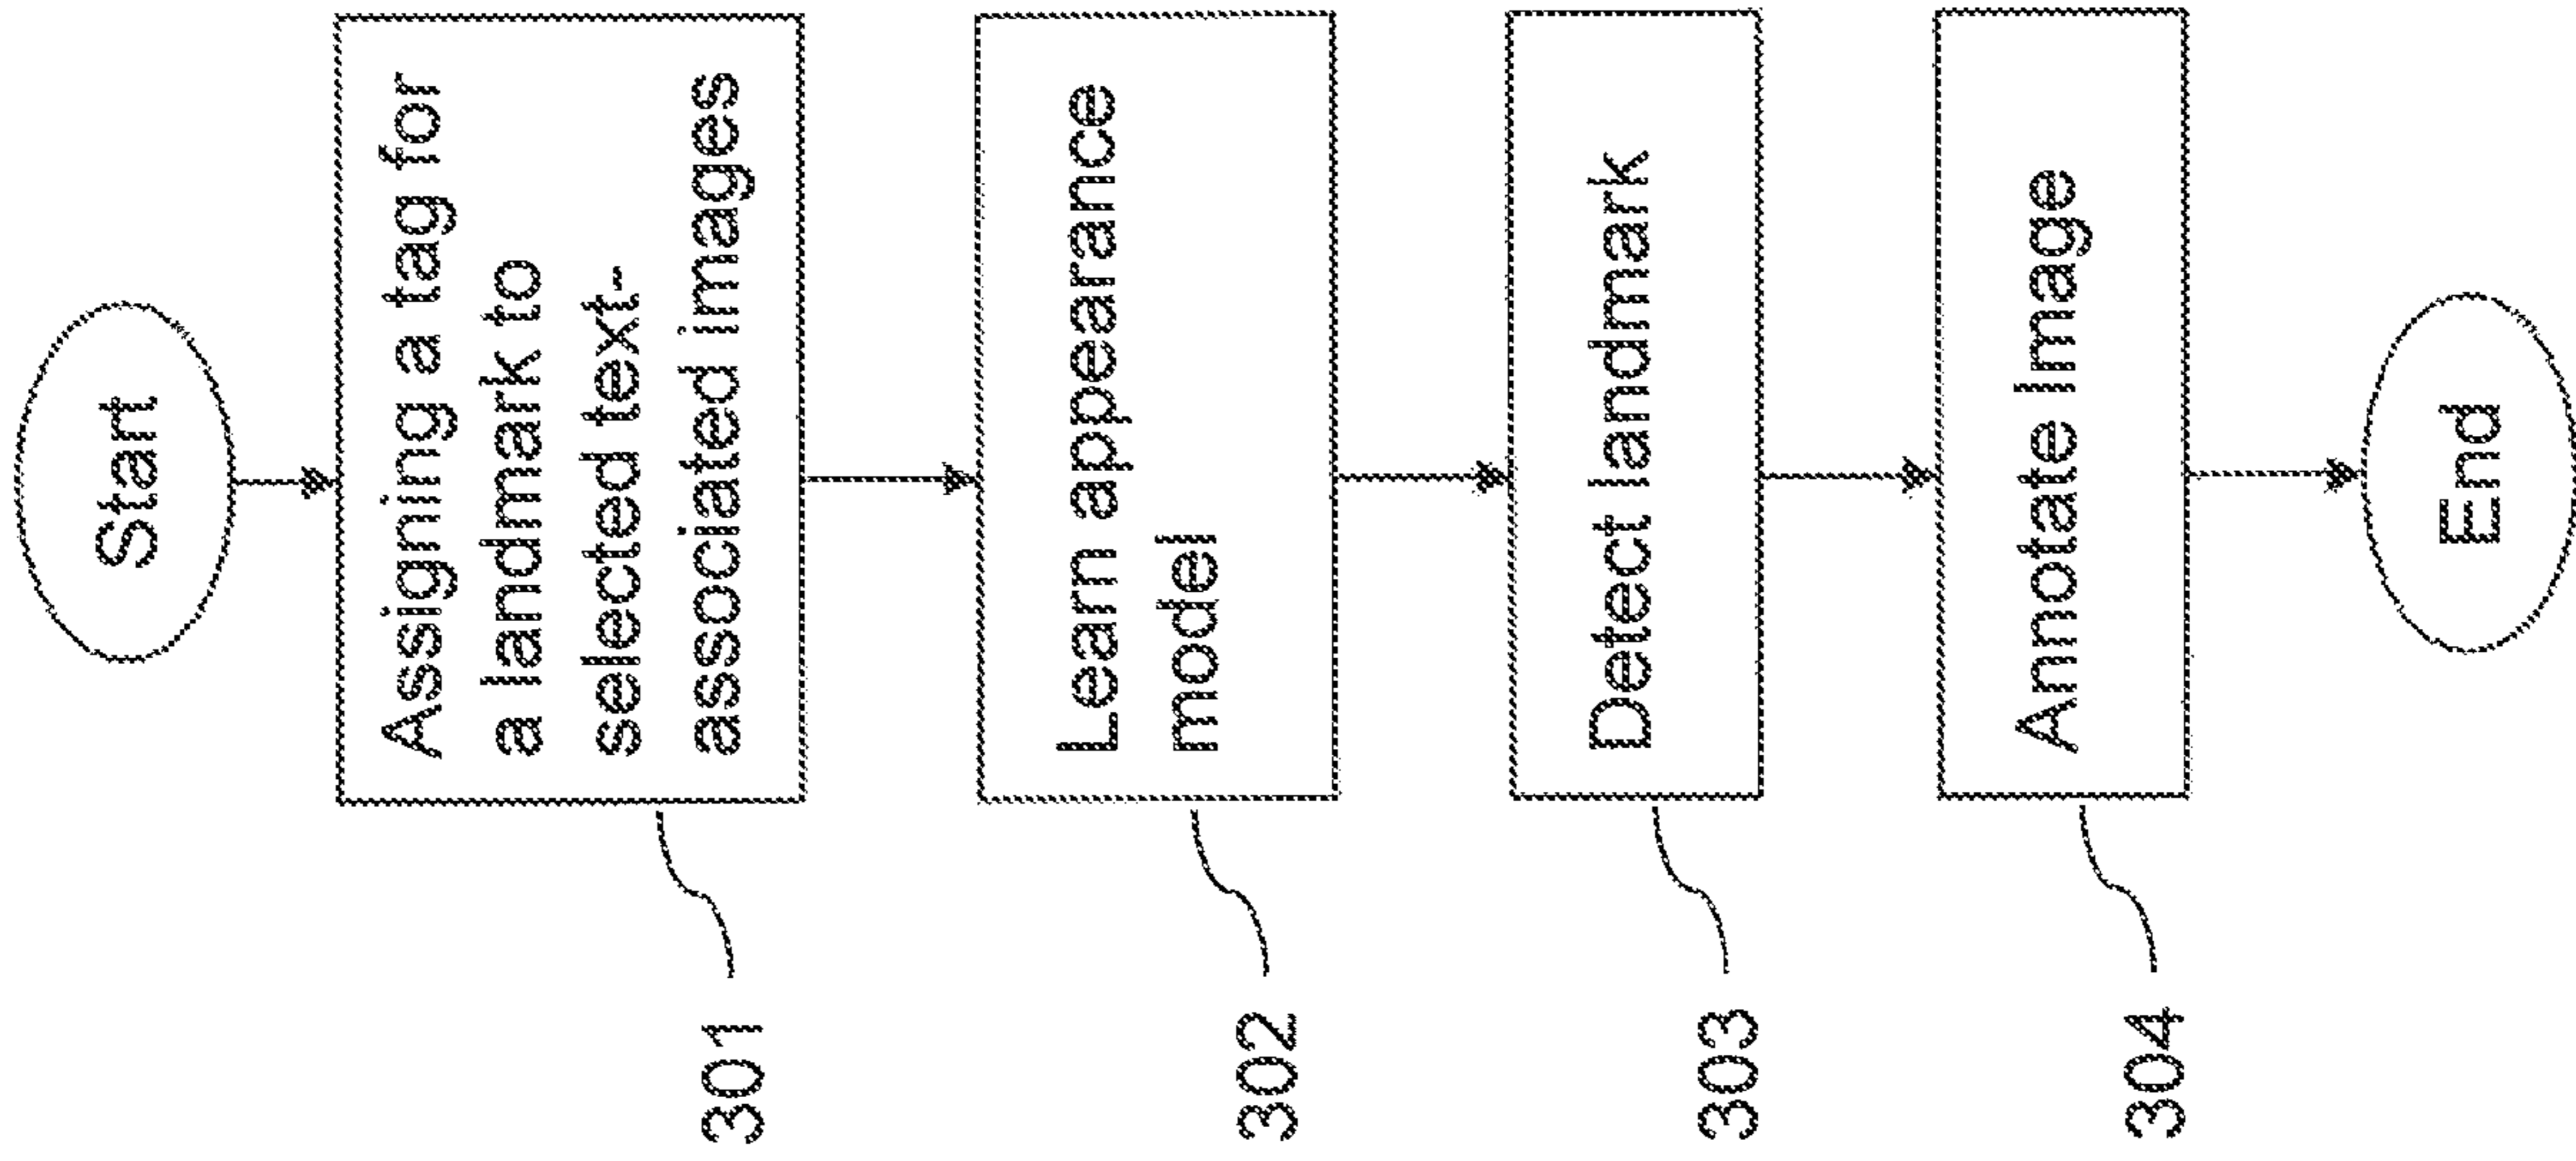 Start
Assigning a tag for
a landmark to
selected text-
associated images
301
Learn appearance
model
302
Detect landmark
303
Annotate Image
304
End